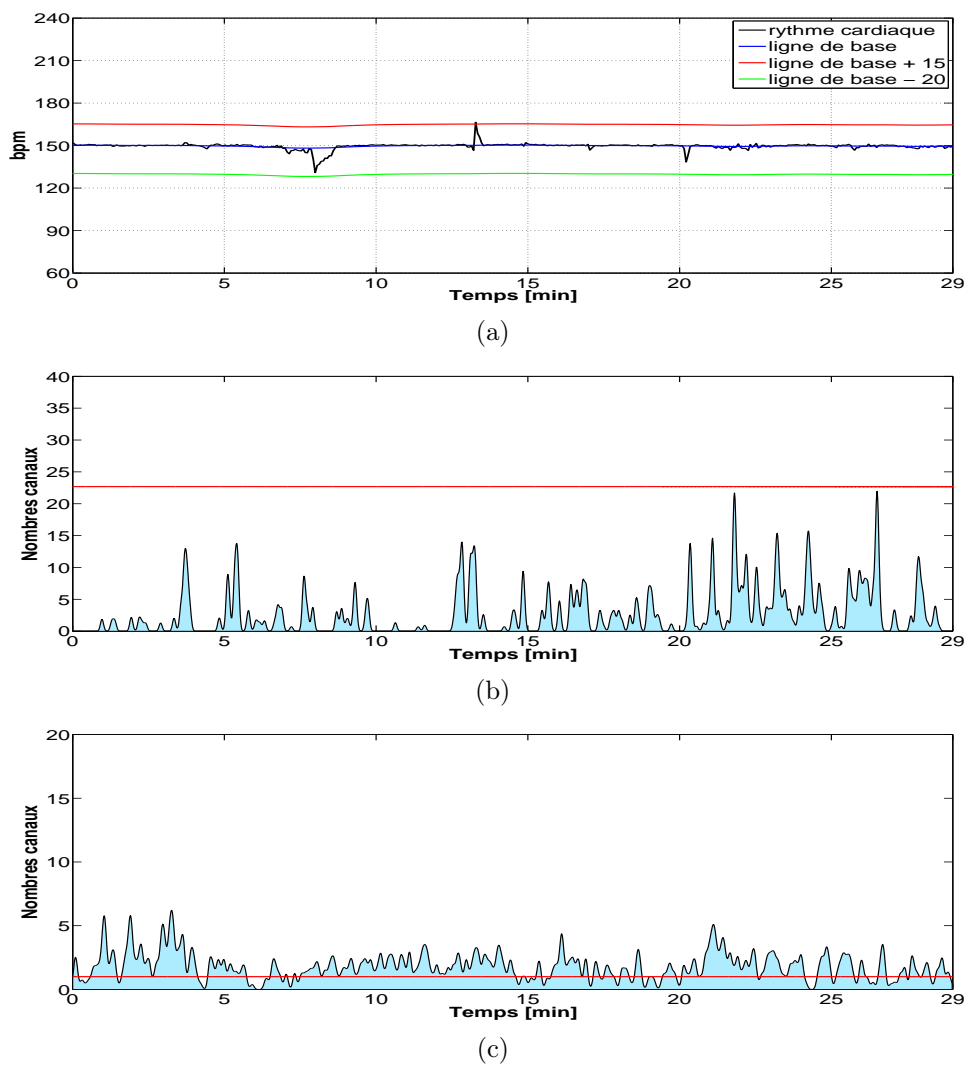 240
210
180
150
120
90
60
bpm
rythme cardiaque
ligne de base
ligne de base + 15
ligne de base − 20
0 5 10 15 20 25 29
Temps [min]
(a)
40
35
30
25
20
15
10
5
0
Nombres canaux
0 5 10 15 20 25 29
Temps [min]
(b)
20
15
10
5
0
Nombres canaux
0 5 10 15 20 25 29
Temps [min]
(c)